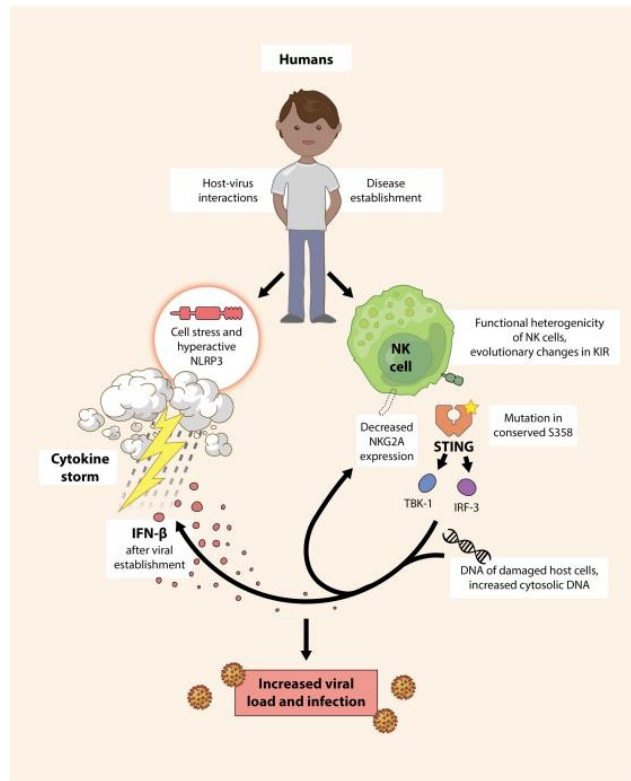 Humans
Host-virus
interactions
Disease
establishment
Cell stress and
hyperactive
NLRP3
NK
cell
Functional heterogenicity
of NK cells,
evolutionary changes in KIR
Decreased
NKG2A
expression
STING
Mutation in
conserved S358
Cytokine
storm
TBK-1
IRF-3
IFN-β
after viral
establishment
DNA of damaged host cells,
increased cytosolic DNA
Increased viral
load and infection